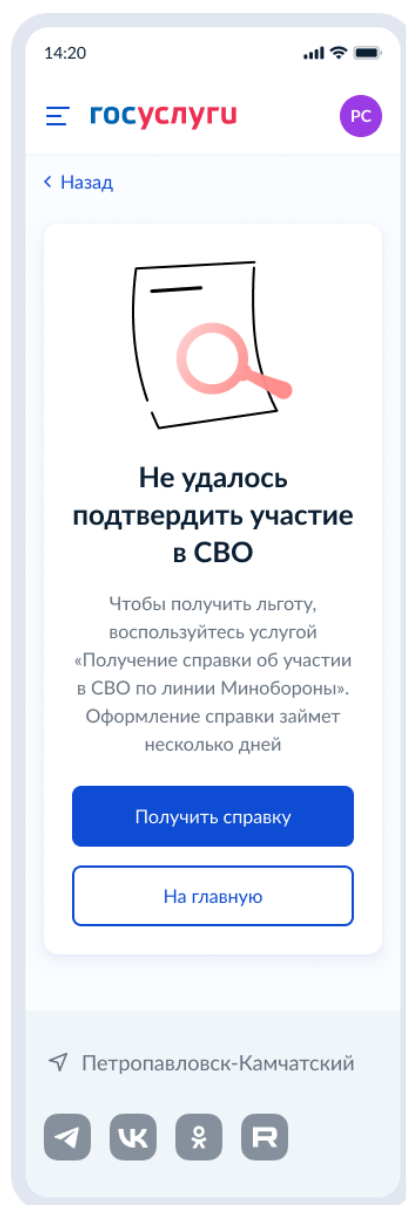 14:20
госуслуги
РС
Назад
Не удалось
подтвердить участие
в СВО
Чтобы получить льготу,
воспользуйтесь услугой
«Получение справки об участии
в СВО по линии Минобороны».
Оформление справки займет
несколько дней
Получить справку
На главную
Петропавловск-Камчатский